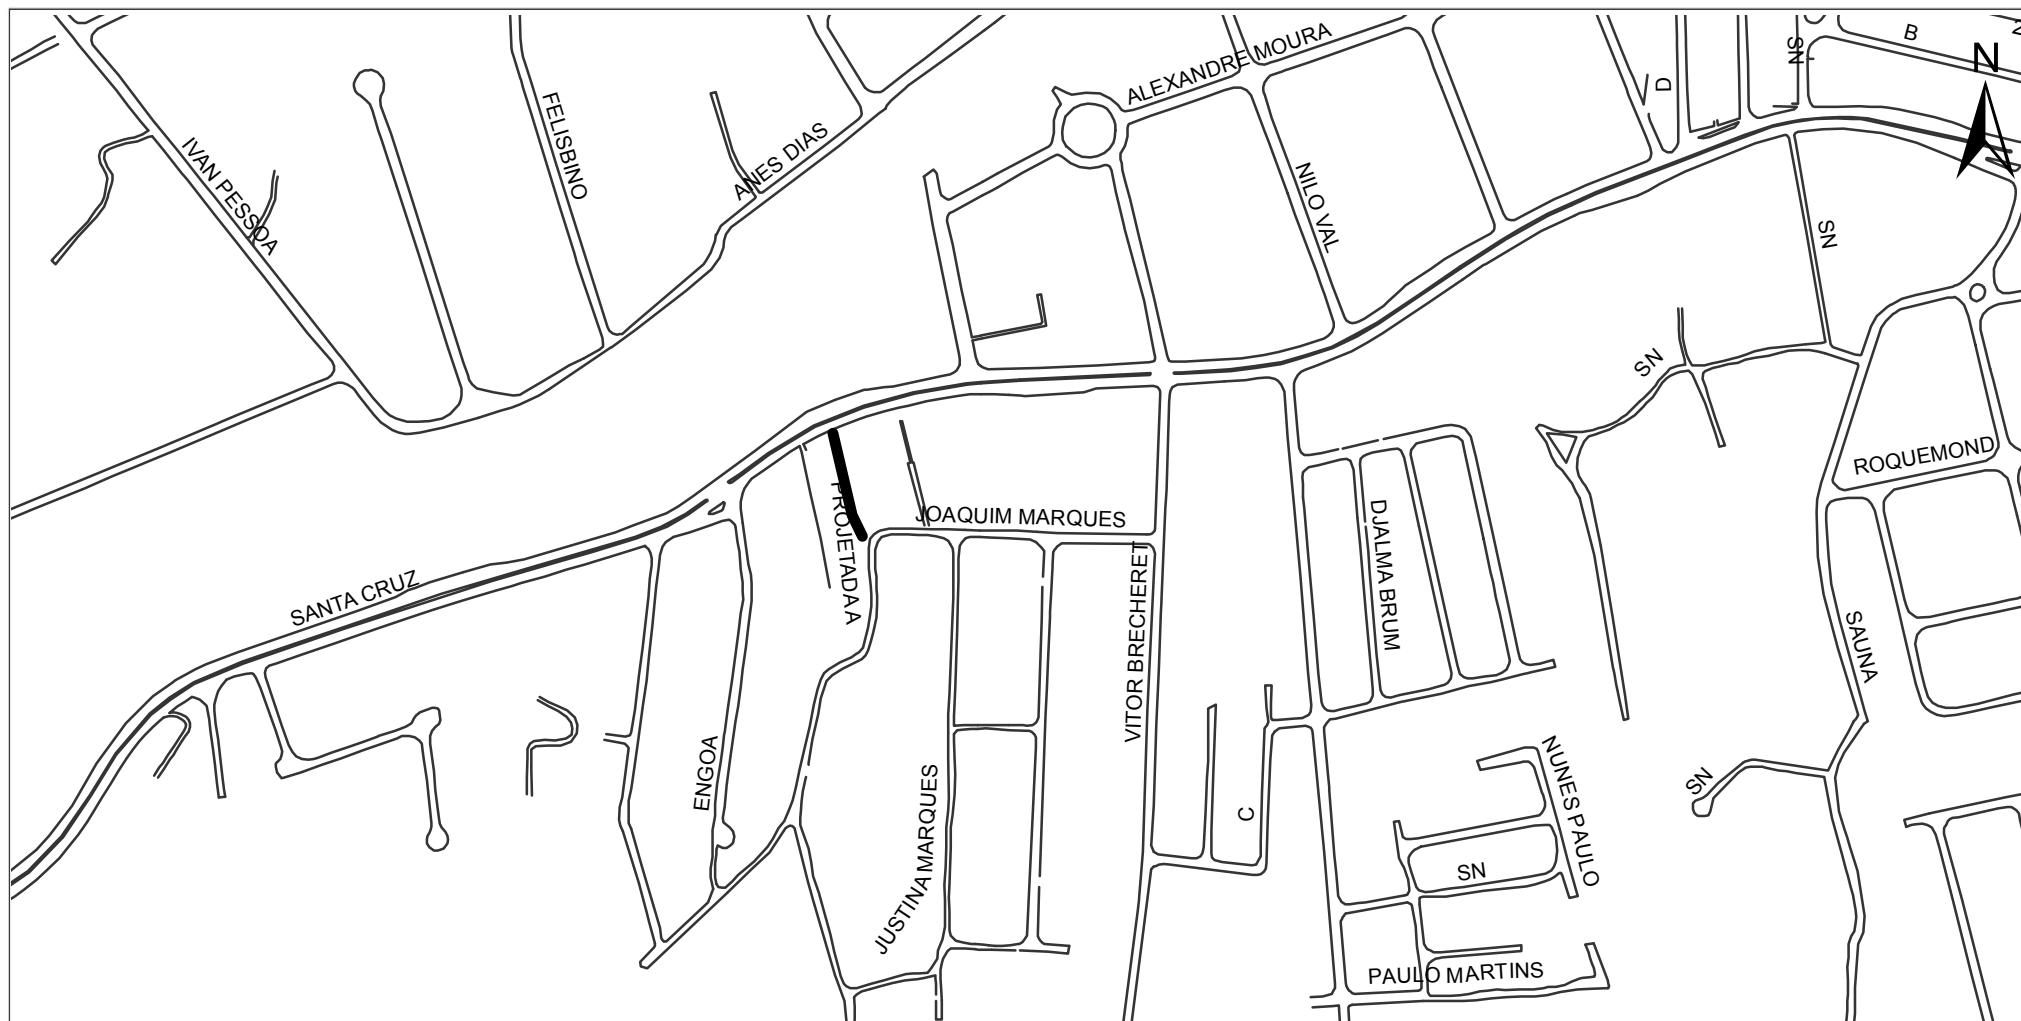 B
N
SN
N
ALEXANDRE MOURA
D
FELISBINO
ANES DIAS
IVAN PESSOA
NILO VAL
SN
SN
ROQUEMOND
PROJETADA A
JOAQUIM MARQUES
DJALMA BRUM
VITOR BRECHERET
SANTA CRUZ
SAUNA
ENGOA
JUSTINA MARQUES
C
NUNES PAULO
SN
SN
PAULO MARTINS